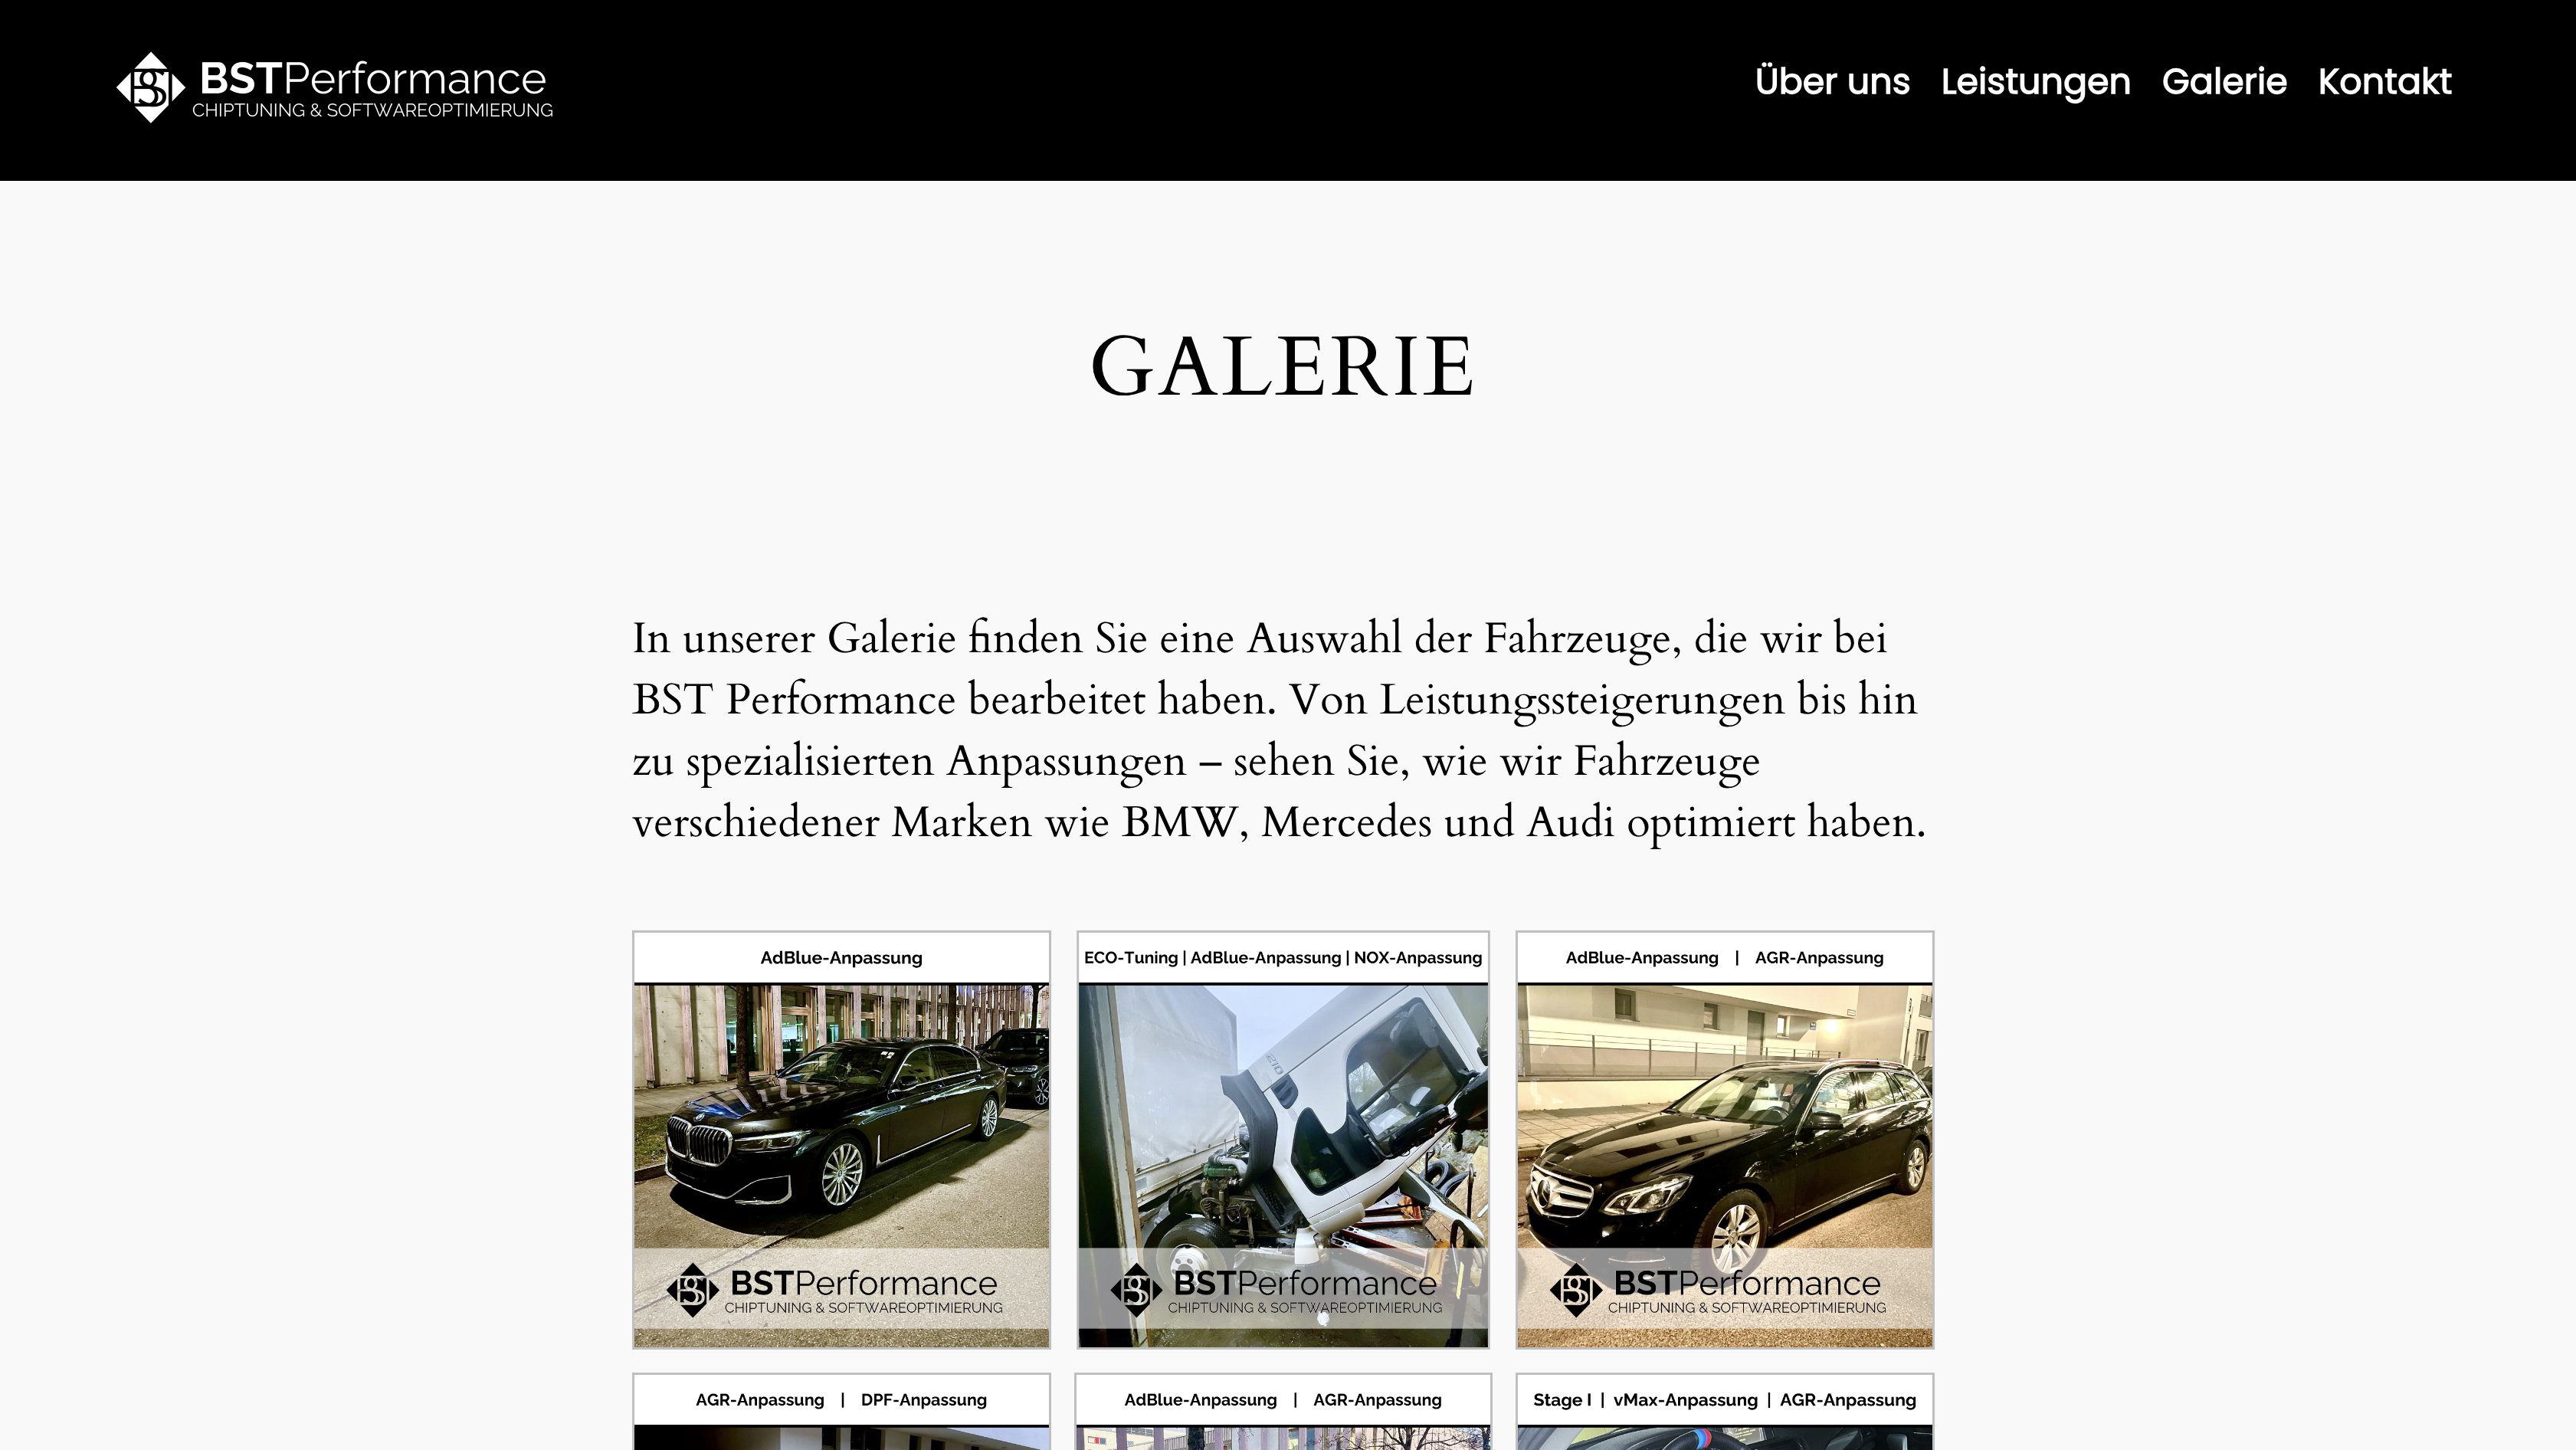 BSTPerformance
CHIPTUNING & SOFTWAREOPTIMIERUNG
Über uns Leistungen Galerie Kontakt
GALERIE
In unserer Galerie finden Sie eine Auswahl der Fahrzeuge, die wir bei
BST Performance bearbeitet haben. Von Leistungssteigerungen bis hin
zu spezialisierten Anpassungen – sehen Sie, wie wir Fahrzeuge
verschiedener Marken wie BMW, Mercedes und Audi optimiert haben.
AdBlue-Anpassung
BSTPerformance
CHIPTUNING & SOFTWAREOPTIMIERUNG
ECO-Tuning | AdBlue-Anpassung | NOX-Anpassung
BSTPerformance
CHIPTUNING & SOFTWAREOPTIMIERUNG
AdBlue-Anpassung | AGR-Anpassung
BSTPerformance
CHIPTUNING & SOFTWAREOPTIMIERUNG
AGR-Anpassung | DPF-Anpassung
AdBlue-Anpassung | AGR-Anpassung
Stage I | vMax-Anpassung | AGR-Anpassung